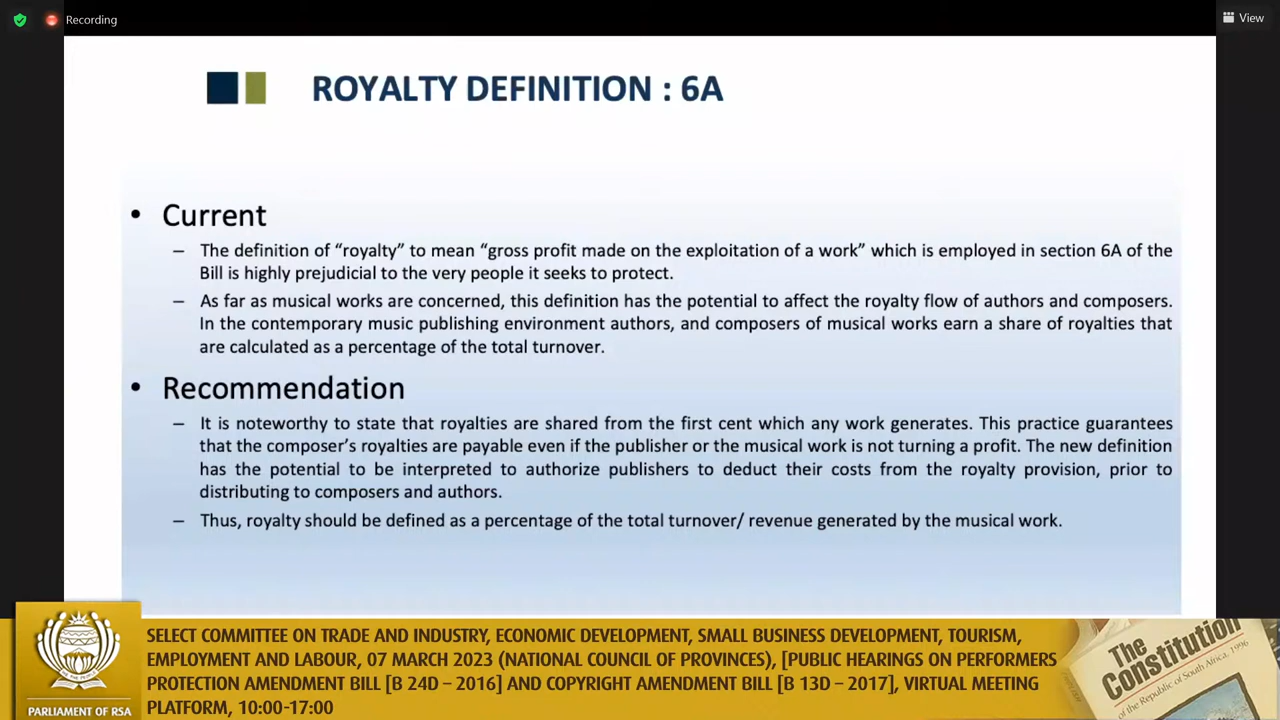 Recording
View
ROYALTY DEFINITION : 6A
• Current
– The definition of “royalty” to mean “gross profit made on the exploitation of a work” which is employed in section 6A of the
Bill is highly prejudicial to the very people it seeks to protect.
– As far as musical works are concerned, this definition has the potential to affect the royalty flow of authors and composers.
In the contemporary music publishing environment authors, and composers of musical works earn a share of royalties that
are calculated as a percentage of the total turnover.
• Recommendation
– It is noteworthy to state that royalties are shared from the first cent which any work generates. This practice guarantees
that the composer’s royalties are payable even if the publisher or the musical work is not turning a profit. The new definition
has the potential to be interpreted to authorize publishers to deduct their costs from the royalty provision, prior to
distributing to composers and authors.
– Thus, royalty should be defined as a percentage of the total turnover/ revenue generated by the musical work.
SELECT COMMITTEE ON TRADE AND INDUSTRY, ECONOMIC DEVELOPMENT, SMALL BUSINESS DEVELOPMENT, TOURISM,
EMPLOYMENT AND LABOUR, 07 MARCH 2023 (NATIONAL COUNCIL OF PROVINCES), [PUBLIC HEARINGS ON PERFORMERS
PROTECTION AMENDMENT BILL [B 24D – 2016] AND COPYRIGHT AMENDMENT BILL [B 13D – 2017], VIRTUAL MEETING
PLATFORM, 10:00-17:00
PARLIAMENT OF RSA
The
Constitution
of the Republic of South Africa, 1996